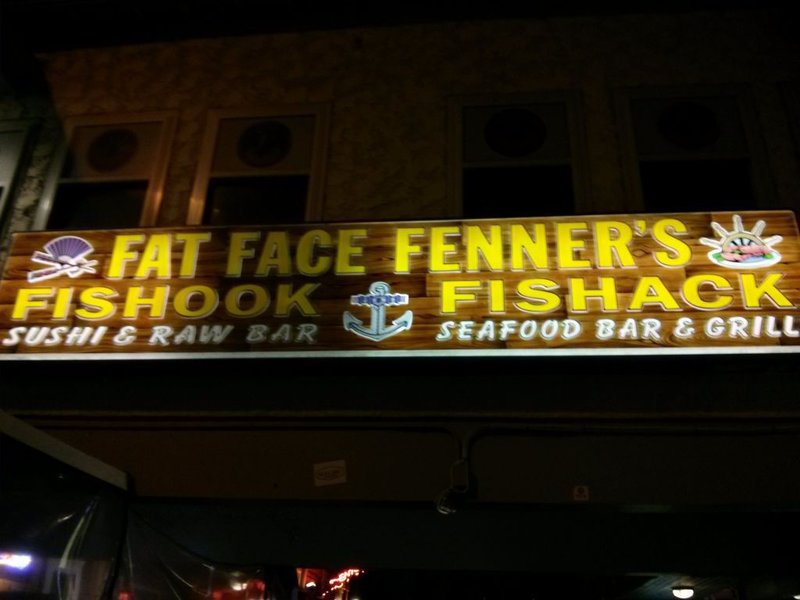 FAT FACE FENNER'S
FISHOOK FISHACK
SUSHI & RAW BAR SEAFOOD BAR & GRILL